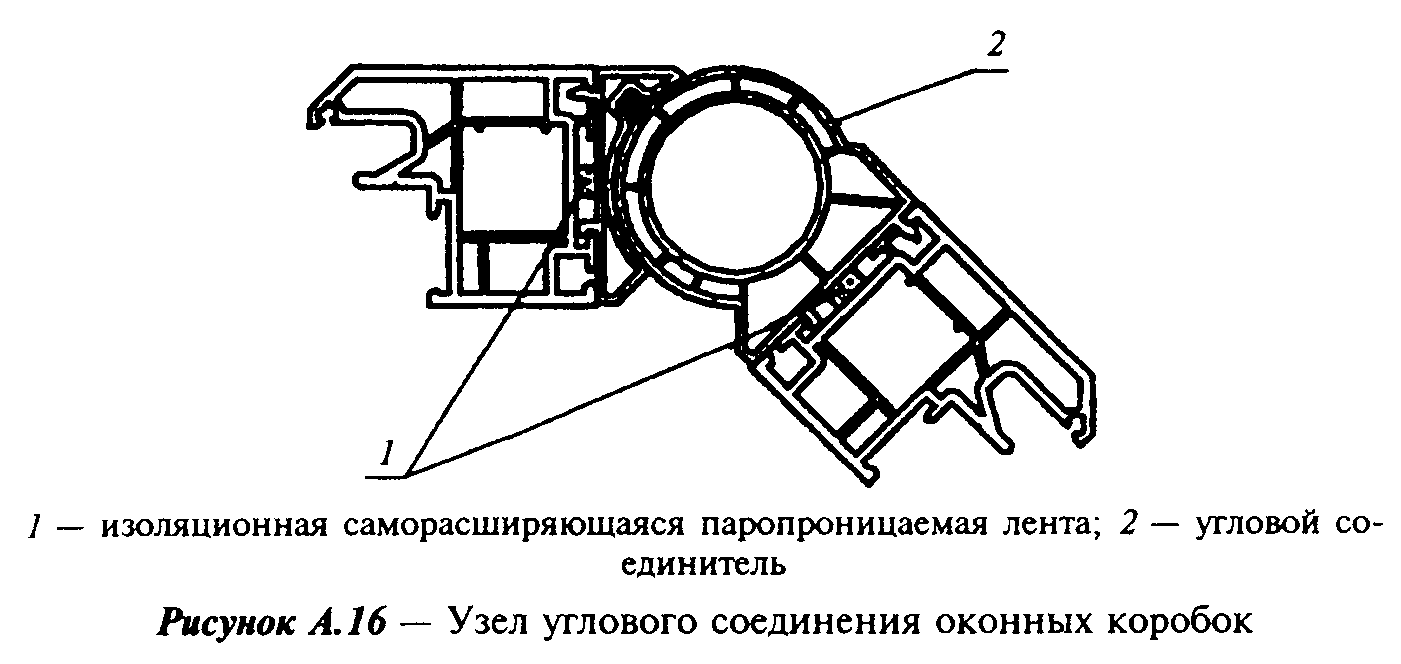 2
1
1 — изоляционная саморасширяющаяся паропроницаемая лента; 2 — угловой со-
единитель
Рисунок А.16 — Узел углового соединения оконных коробок